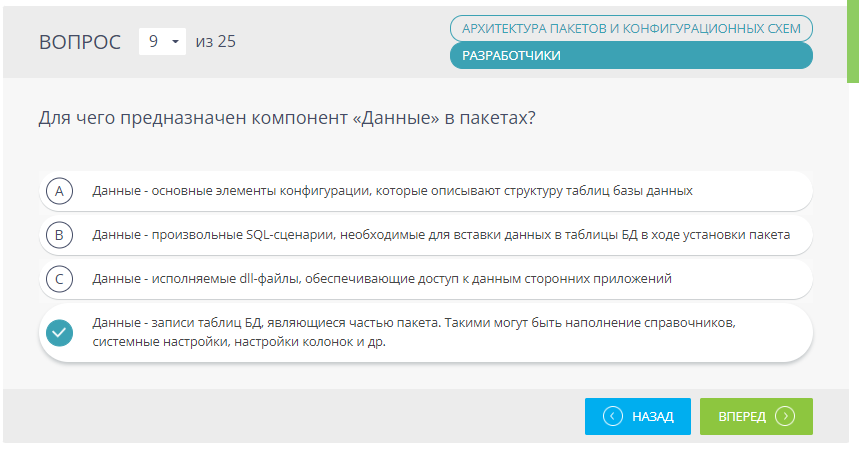 ВОПРОС 9 из 25
АРХИТЕКТУРА ПАКЕТОВ И КОНФИГУРАЦИОННЫХ СХЕМ
РАЗРАБОТЧИКИ
Для чего предназначен компонент «Данные» в пакетах?
A Данные - основные элементы конфигурации, которые описывают структуру таблиц базы данных
B Данные - произвольные SQL-сценарии, необходимые для вставки данных в таблицы БД в ходе установки пакета
C Данные - исполняемые dll-файлы, обеспечивающие доступ к данным сторонних приложений
Данные - записи таблиц БД, являющиеся частью пакета. Такими могут быть наполнение справочников,
системные настройки, настройки колонок и др.
НАЗАД ВПЕРЕД